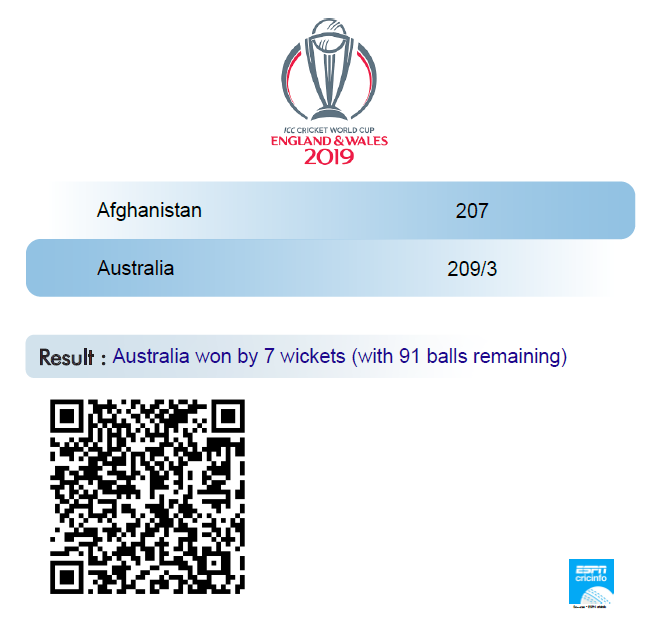 ICC CRICKET WORLD CUP
ENGLAND & WALES
2019
Afghanistan 207
Australia 209/3
Result : Australia won by 7 wickets (with 91 balls remaining)
ESPN
cricinfo